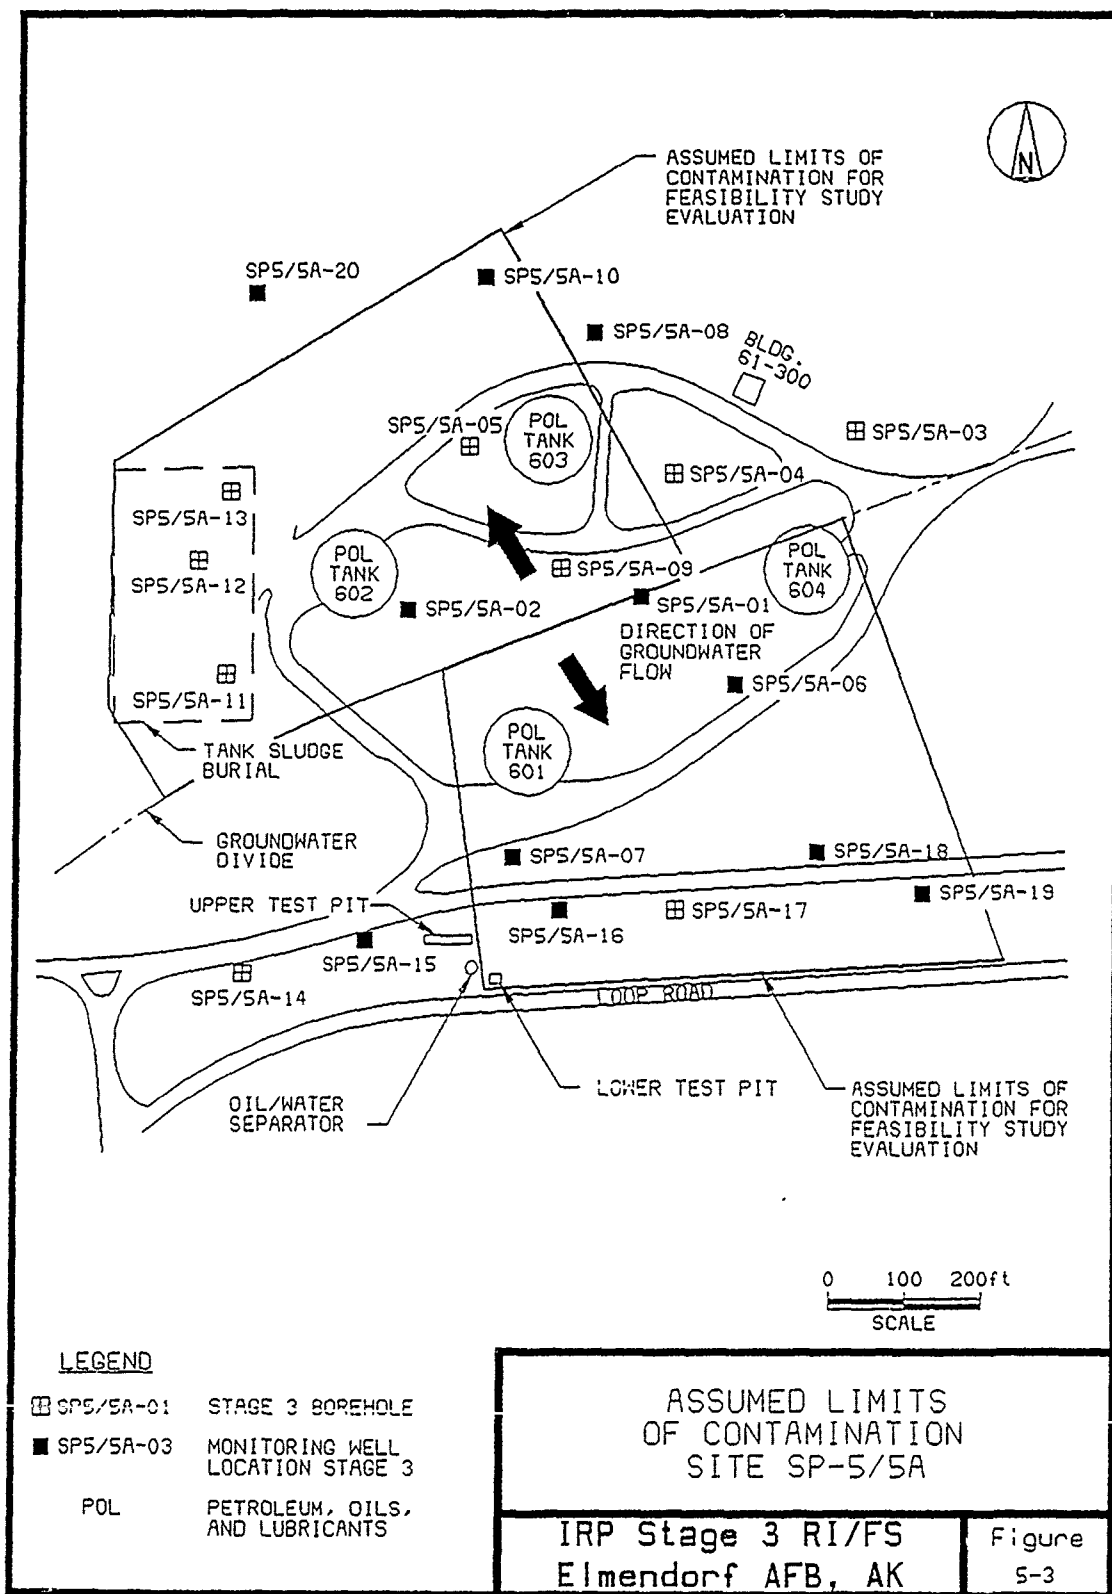 N
ASSUMED LIMITS OF
CONTAMINATION FOR
FEASIBILITY STUDY
EVALUATION
SP5/5A-20
SP5/5A-10
SP5/5A-08
BLDG.
61-300
SP5/5A-05
POL
TANK
603
SP5/5A-03
SP5/5A-04
SP5/5A-13
SP5/5A-12
POL
TANK
602
SP5/5A-09
POL
TANK
604
SP5/5A-02
SP5/5A-01
DIRECTION OF
GROUNDWATER
FLOW
SP5/5A-06
SP5/5A-11
POL
TANK
601
TANK SLUDGE
BURIAL
GROUNDWATER
DIVIDE
SP5/5A-07
SP5/5A-18
UPPER TEST PIT
SP5/5A-19
SP5/5A-17
SP5/5A-16
SP5/5A-15
SP5/5A-14
LOOP ROAD
OIL/WATER
SEPARATOR
LOWER TEST PIT
ASSUMED LIMITS OF
CONTAMINATION FOR
FEASIBILITY STUDY
EVALUATION
0 100 200ft
SCALE
LEGEND
SP5/5A-01 STAGE 3 BOREHOLE
SP5/5A-03 MONITORING WELL
LOCATION STAGE 3
POL PETROLEUM, OILS,
AND LUBRICANTS
ASSUMED LIMITS
OF CONTAMINATION
SITE SP-5/5A
IRP Stage 3 RI/FS
Elmendorf AFB, AK
Figure
5-3